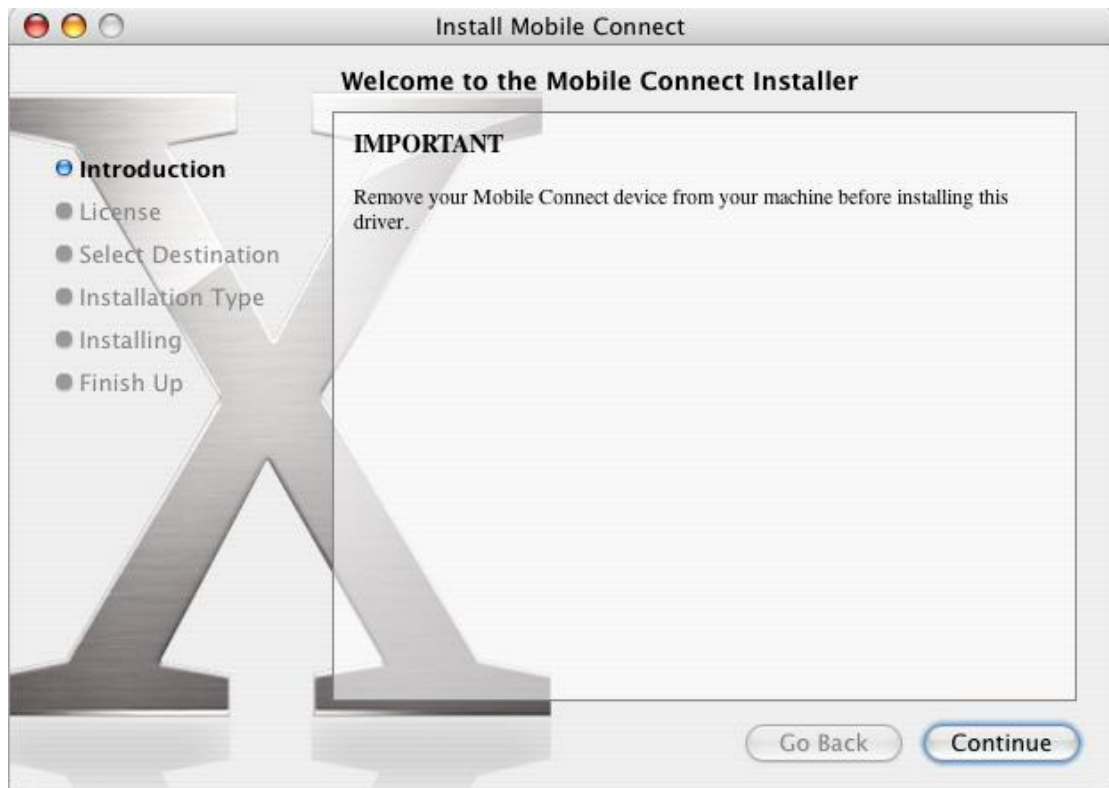 Install Mobile Connect
Welcome to the Mobile Connect Installer
Introduction
License
Select Destination
Installation Type
Installing
Finish Up
IMPORTANT
Remove your Mobile Connect device from your machine before installing this
driver.
Go Back
Continue